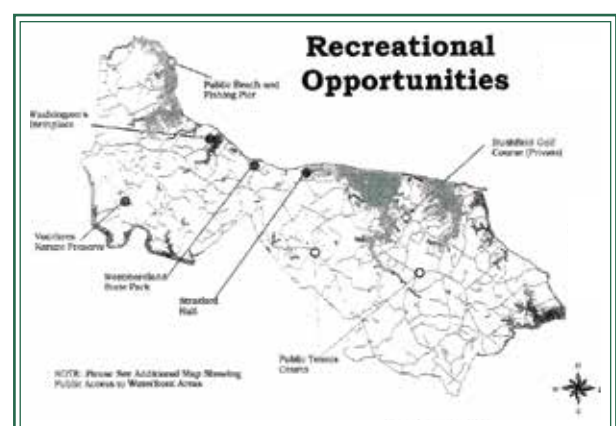 Recreational
Opportunities
Public Beach and
Fishing Pier
Washington's
Birthplace
Golf
Course (Private)
Voorhees
Nature Preserve
Westmoreland
State Park
Stratford
Hall
Public Tennis
Courts
NOTE: Please See Additional Map Showing
Public Access to Waterfront Areas